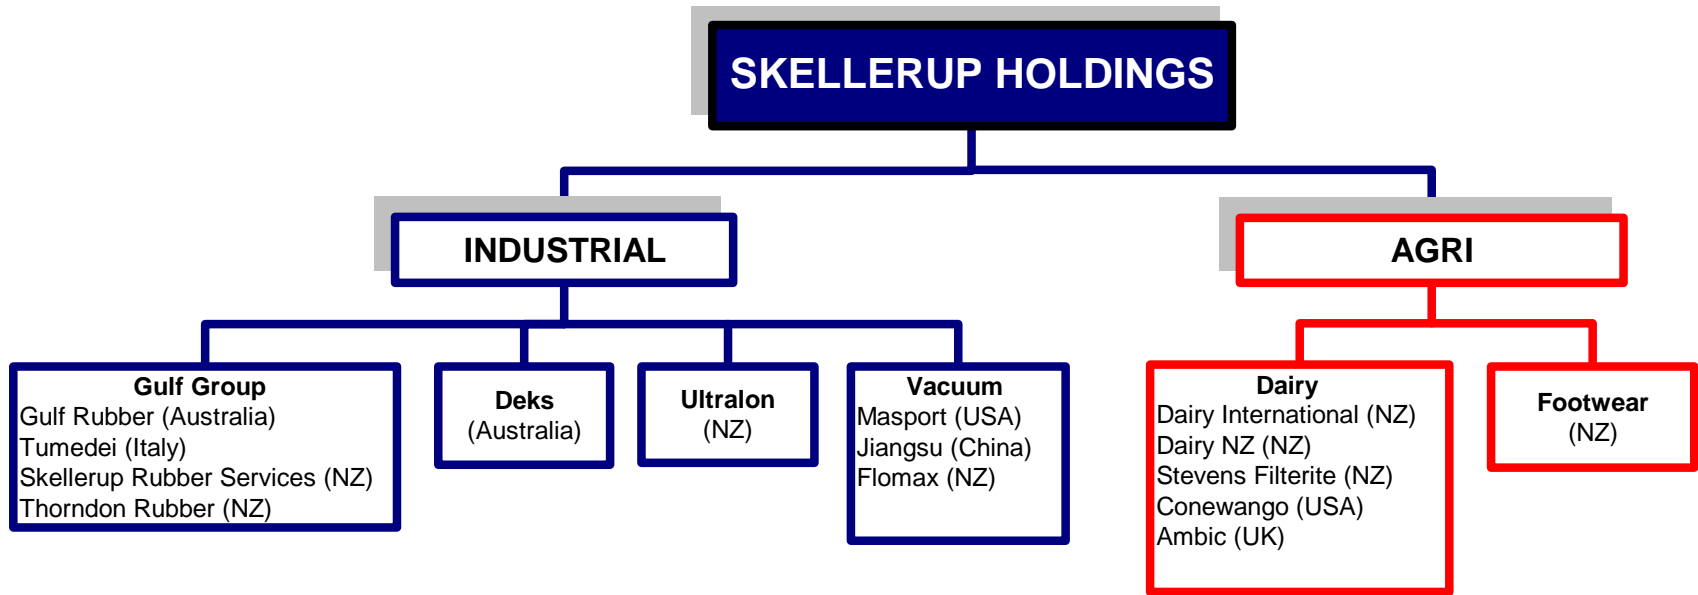 SKELLERUP HOLDINGS
INDUSTRIAL
AGRI
Gulf Group
Gulf Rubber (Australia)
Tumedei (Italy)
Skellerup Rubber Services (NZ)
Thorndon Rubber (NZ)
Deks
(Australia)
Ultralon
(NZ)
Vacuum
Masport (USA)
Jiangsu (China)
Flomax (NZ)
Dairy
Dairy International (NZ)
Dairy NZ (NZ)
Stevens Filterite (NZ)
Conewango (USA)
Ambic (UK)
Footwear
(NZ)